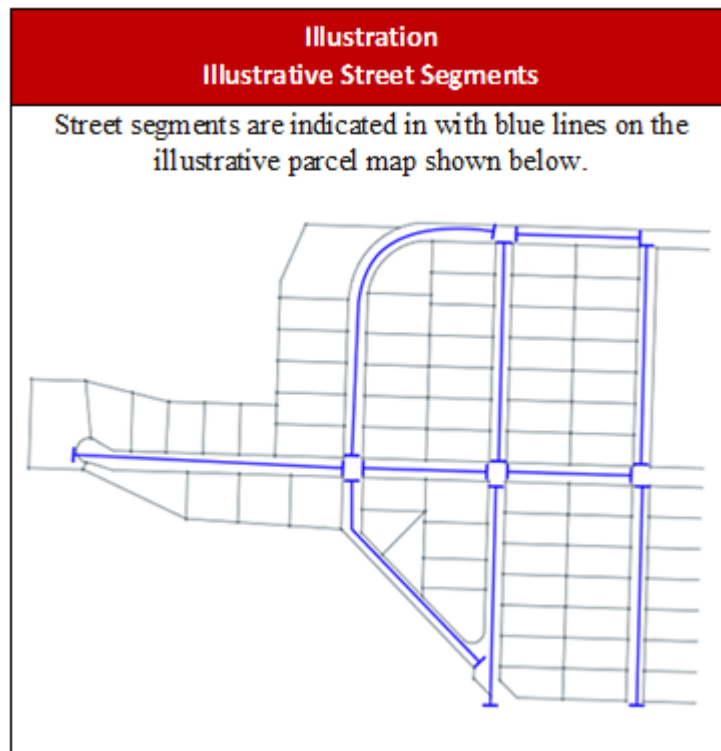 Illustration
Illustrative Street Segments
Street segments are indicated in with blue lines on the
illustrative parcel map shown below.